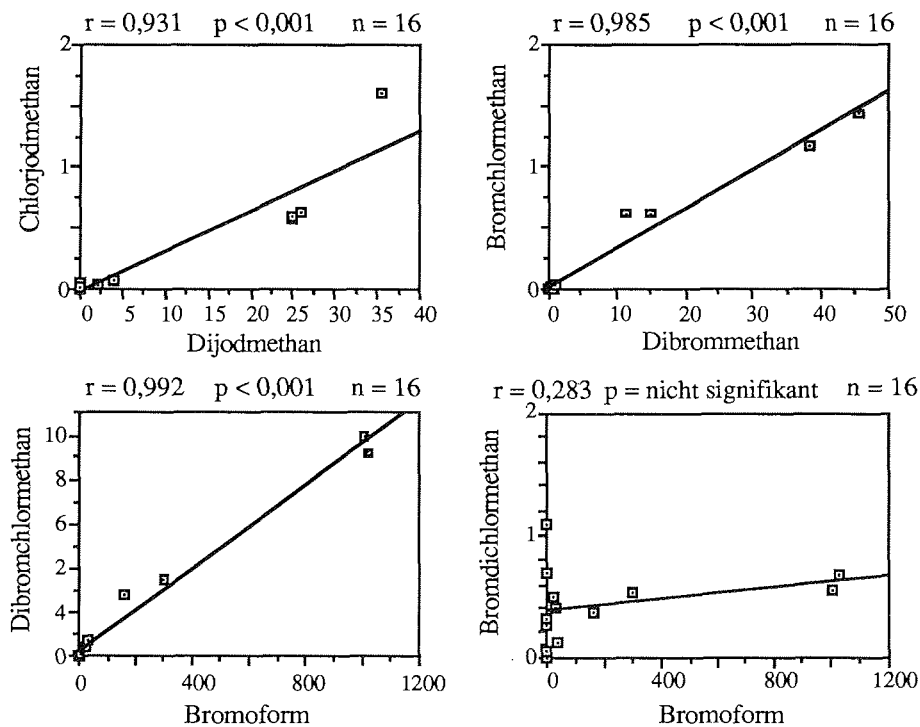 r = 0,931 p < 0,001 n = 16
2
1
0
Chlorjodmethan
0 5 10 15 20 25 30 35 40
Dijodmethan
r = 0,985 p < 0,001 n = 16
2
1
0
Bromchlormethan
0 10 20 30 40 50
Dibrommethan
r = 0,992 p < 0,001 n = 16
10
8
6
2
4
0
Dibromchlormethan
0 400 800 1200
Bromoform
r = 0,283 p = nicht signifikant n = 16
2
1
0
Bromdichlormethan
0 400 800 1200
Bromoform